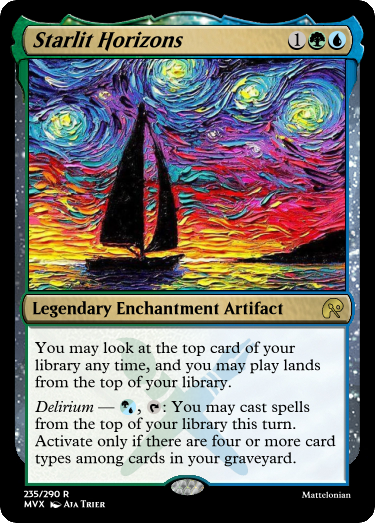 Starlit Horizons 1
Legendary Enchantment Artifact
You may look at the top card of your
library any time, and you may play lands
from the top of your library.
Delirium — , : You may cast spells
from the top of your library this turn.
Activate only if there are four or more card
types among cards in your graveyard.
235/290 R
MVX Aja Trier
Mattelonian